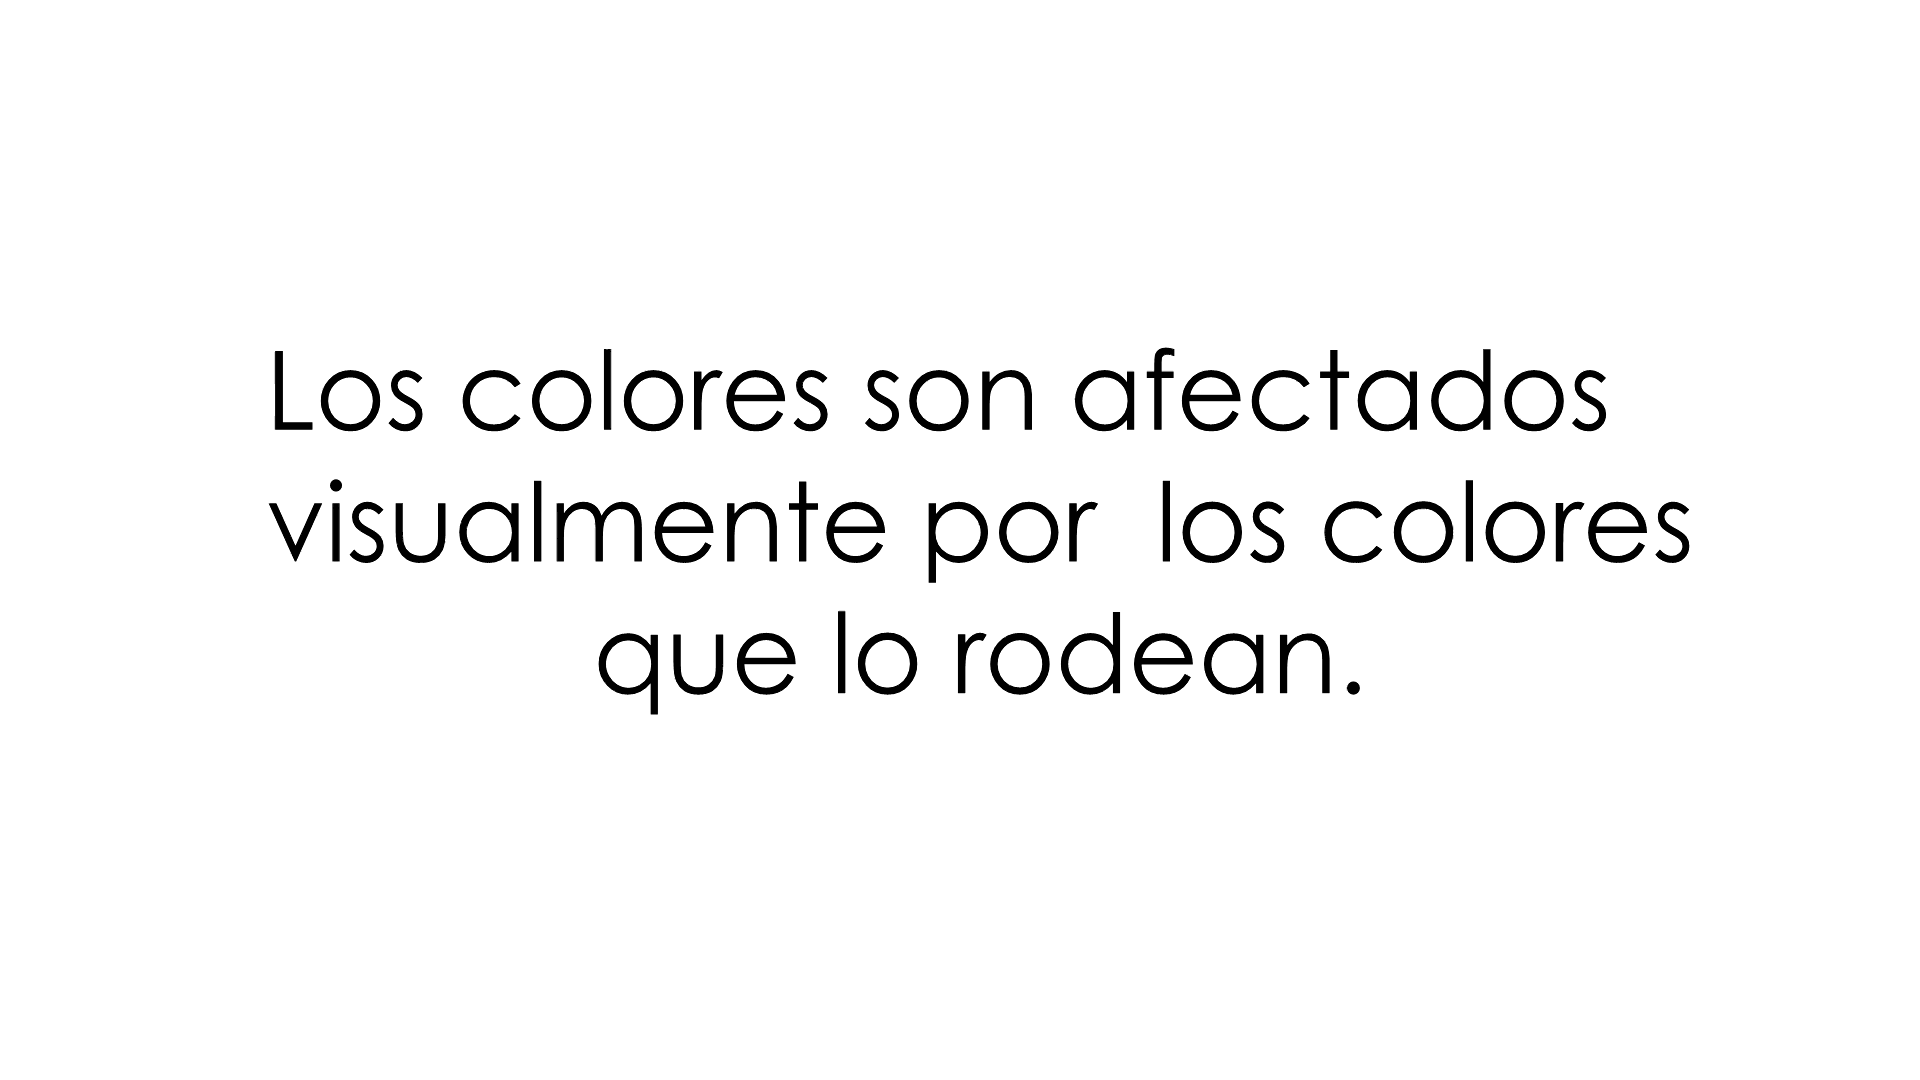 Los colores son afectados
visualmente por  los colores
que lo rodean.